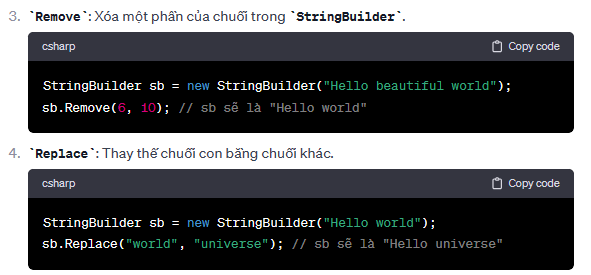 3. `Remove`: Xóa một phần của chuỗi trong `StringBuilder`.
csharp Copy code
StringBuilder sb = new StringBuilder("Hello beautiful world");
sb.Remove(6, 10); // sb sẽ là "Hello world"
4. `Replace`: Thay thế chuỗi con bằng chuỗi khác.
csharp Copy code
StringBuilder sb = new StringBuilder("Hello world");
sb.Replace("world", "universe"); // sb sẽ là "Hello universe"